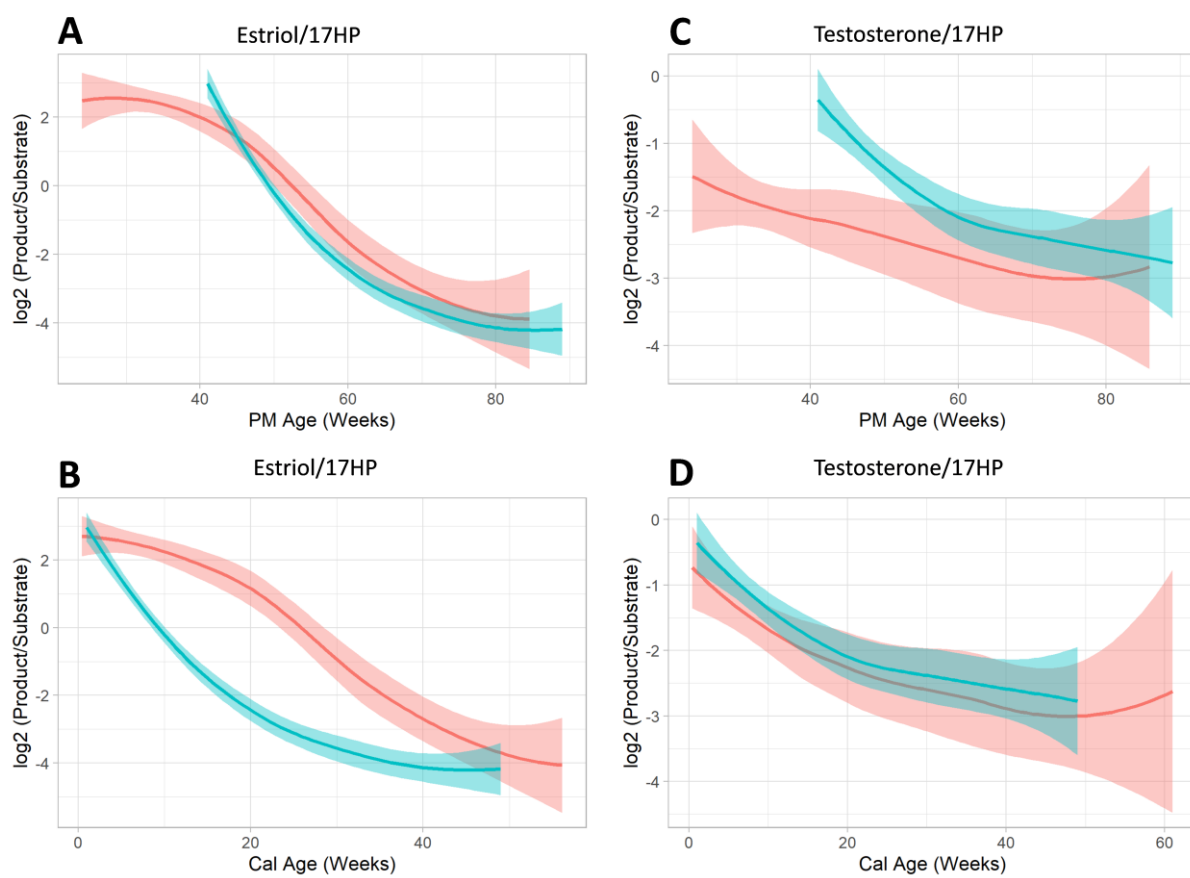 A
Estriol/17HP
log2 (Product/Substrate)
2
0
-2
-4
40
60
80
PM Age (Weeks)
C
Testosterone/17HP
log2 (Product/Substrate)
0
-1
-2
-3
-4
40
60
80
PM Age (Weeks)
B
Estriol/17HP
log2 (Product/Substrate)
2
0
-2
-4
0
20
40
Cal Age (Weeks)
D
Testosterone/17HP
log2 (Product/Substrate)
0
-1
-2
-3
-4
0
20
40
60
Cal Age (Weeks)